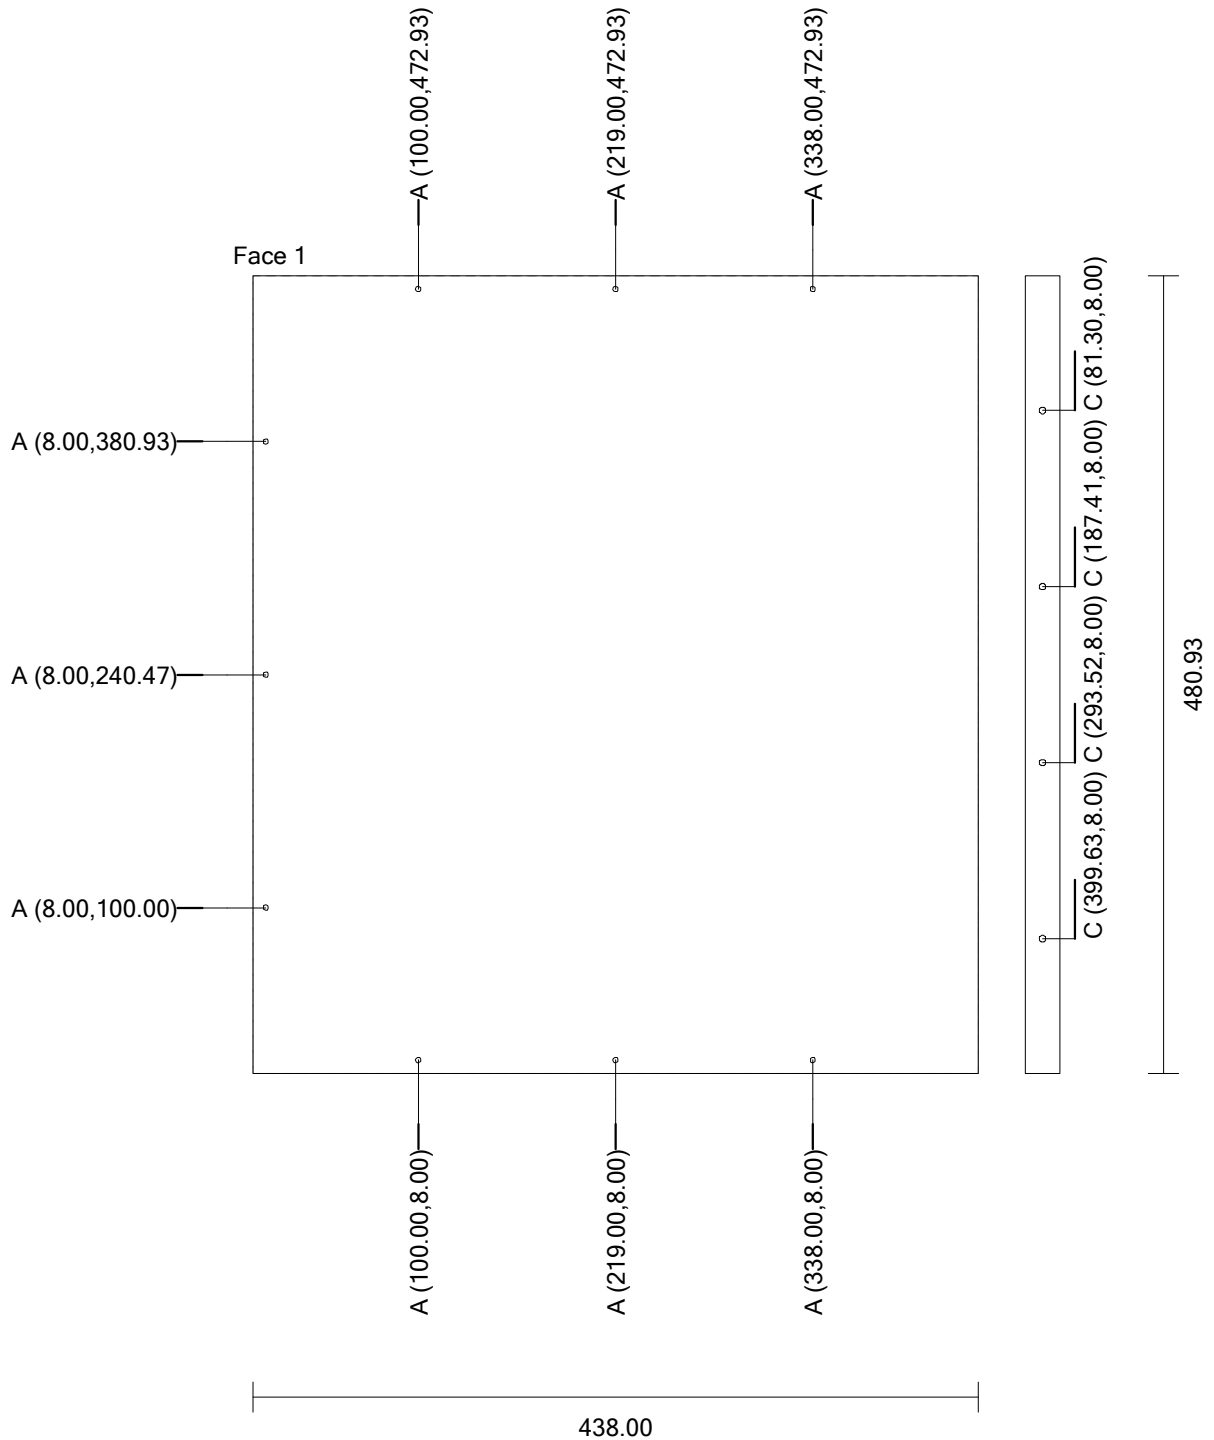 A (100.00,472.93)
A (219.00,472.93)
A (338.00,472.93)
Face 1
A (8.00,380.93)
A (8.00,240.47)
A (8.00,100.00)
C (81.30,8.00)
C (187.41,8.00)
C (293.52,8.00)
C (399.63,8.00)
480.93
A (100.00,8.00)
A (219.00,8.00)
A (338.00,8.00)
438.00